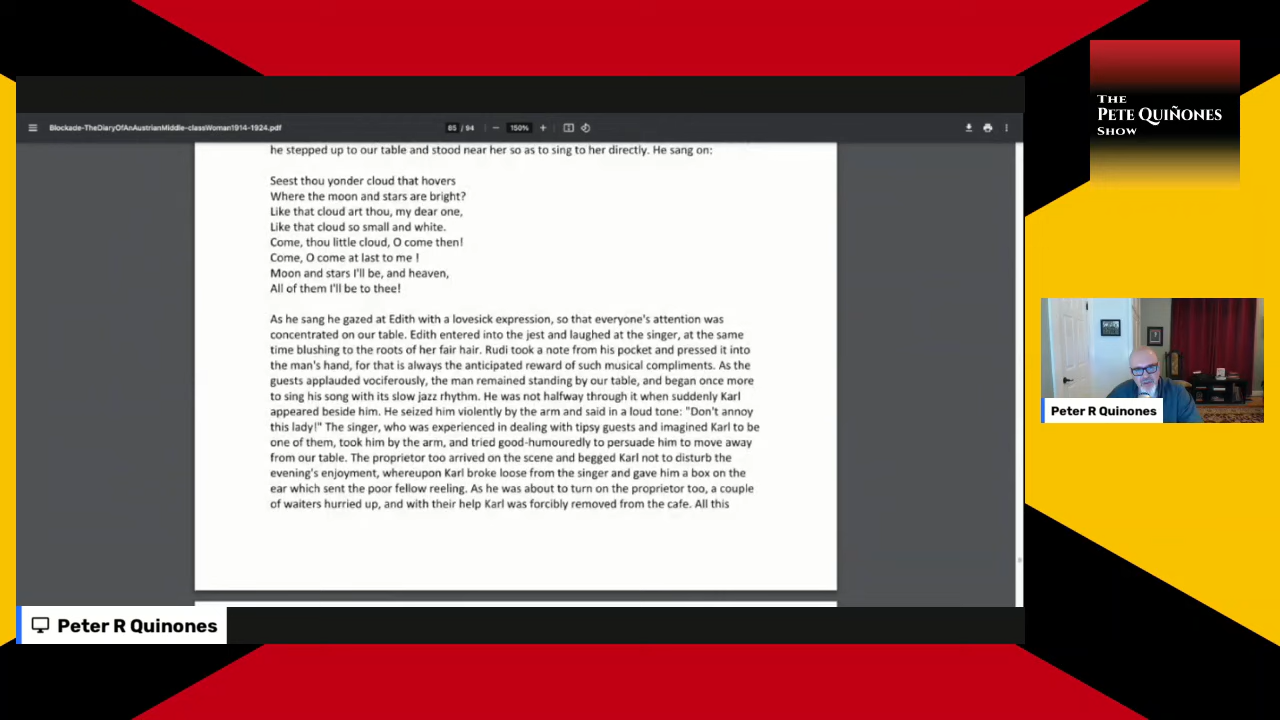 THE
PETE QUIÑONES
SHOW
Blockade-TheDiaryOfAnAustrianMiddle-classWoman1914-1924.pdf
85 / 94
150%
he stepped up to our table and stood near her so as to sing to her directly. He sang on:
Seest thou yonder cloud that hovers
Where the moon and stars are bright?
Like that cloud art thou, my dear one,
Like that cloud so small and white.
Come, thou little cloud, O come then!
Come, O come at last to me !
Moon and stars I'll be, and heaven,
All of them I'll be to thee!
As he sang he gazed at Edith with a lovesick expression, so that everyone's attention was
concentrated on our table. Edith entered into the jest and laughed at the singer, at the same
time blushing to the roots of her fair hair. Rudi took a note from his pocket and pressed it into
the man's hand, for that is always the anticipated reward of such musical compliments. As the
guests applauded vociferously, the man remained standing by our table, and began once more
to sing his song with its slow jazz rhythm. He was not halfway through it when suddenly Karl
appeared beside him. He seized him violently by the arm and said in a loud tone: "Don't annoy
this lady!" The singer, who was experienced in dealing with tipsy guests and imagined Karl to be
one of them, took him by the arm, and tried good-humouredly to persuade him to move away
from our table. The proprietor too arrived on the scene and begged Karl not to disturb the
evening's enjoyment, whereupon Karl broke loose from the singer and gave him a box on the
ear which sent the poor fellow reeling. As he was about to turn on the proprietor too, a couple
of waiters hurried up, and with their help Karl was forcibly removed from the cafe. All this
Peter R Quinones
Peter R Quinones